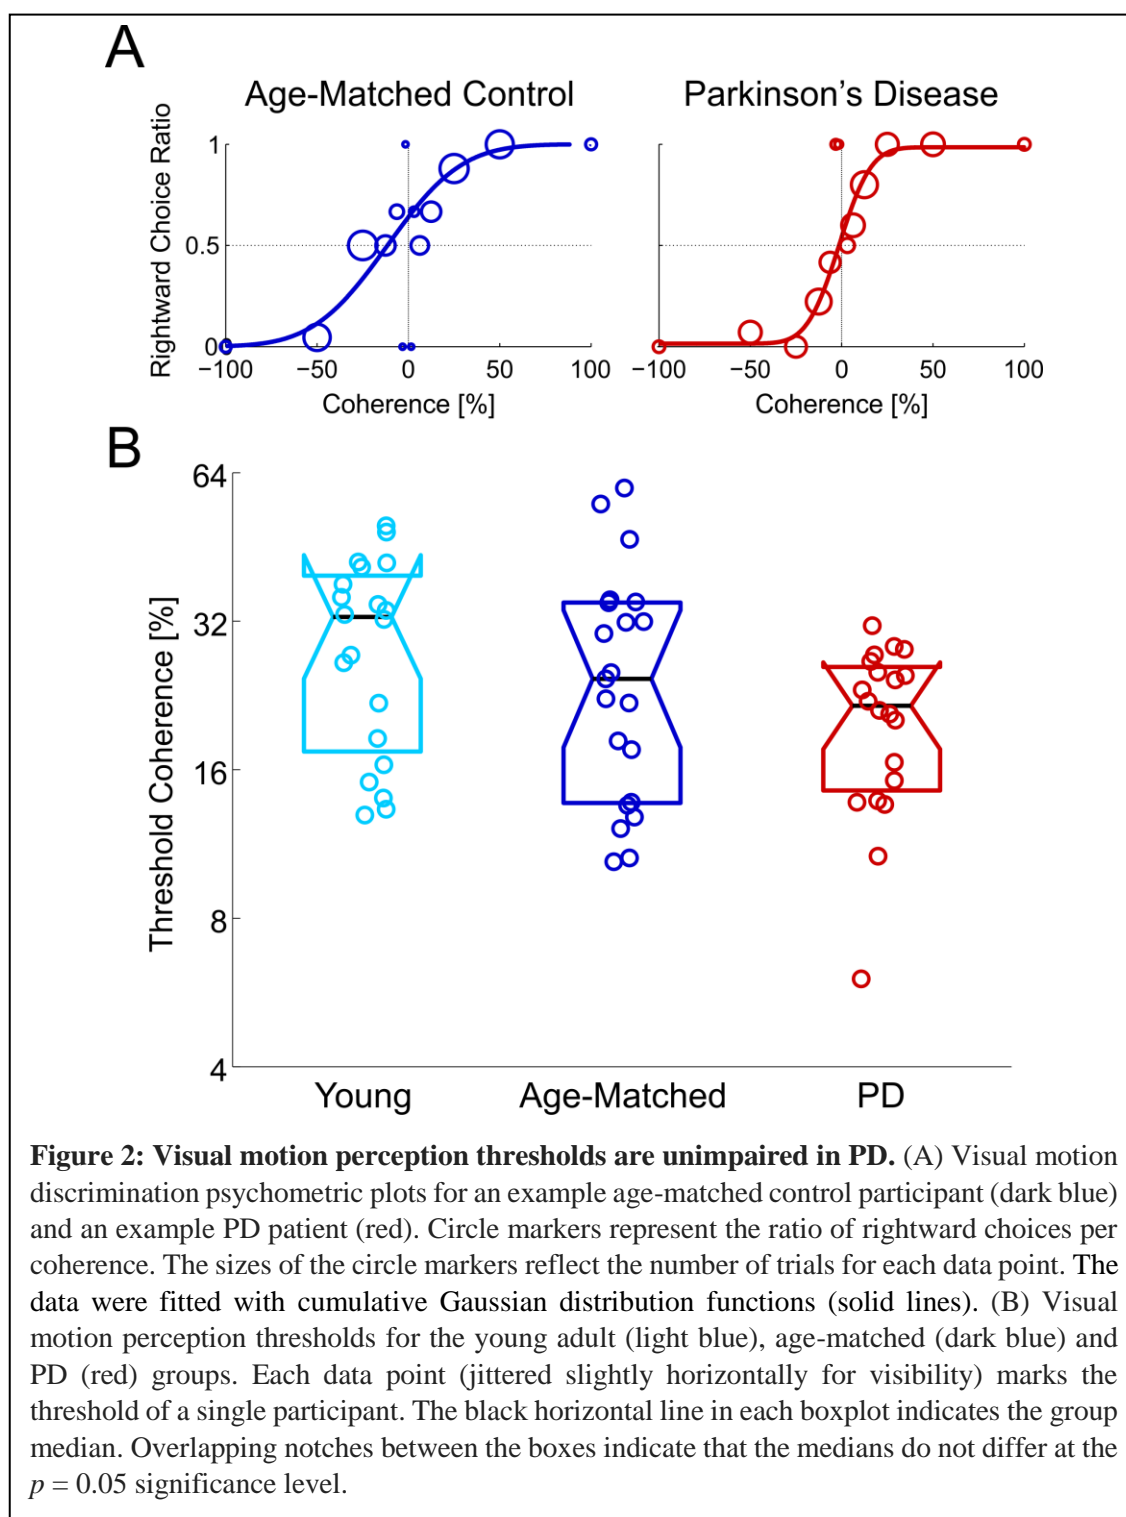 A
Age-Matched Control
Parkinson's Disease
Rightward Choice Ratio
1
0.5
0
−100
−50
0
50
100
Coherence [%]
−100
−50
0
50
100
Coherence [%]
B
Threshold Coherence [%]
64
32
16
8
4
Young
Age-Matched
PD
Figure 2: Visual motion perception thresholds are unimpaired in PD. (A) Visual motion
discrimination psychometric plots for an example age-matched control participant (dark blue)
and an example PD patient (red). Circle markers represent the ratio of rightward choices per
coherence. The sizes of the circle markers reflect the number of trials for each data point. The
data were fitted with cumulative Gaussian distribution functions (solid lines). (B) Visual
motion perception thresholds for the young adult (light blue), age-matched (dark blue) and
PD (red) groups. Each data point (jittered slightly horizontally for visibility) marks the
threshold of a single participant. The black horizontal line in each boxplot indicates the group
median. Overlapping notches between the boxes indicate that the medians do not differ at the
p = 0.05 significance level.